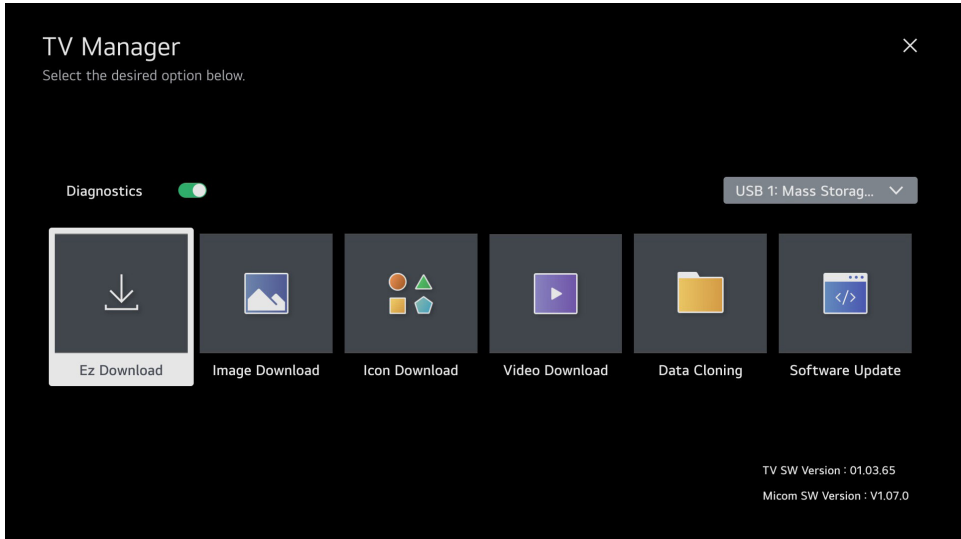 TV Manager
Select the desired option below.
Diagnostics
USB 1: Mass Storag...
</>
Ez Download
Image Download
Icon Download
Video Download
Data Cloning
Software Update
TV SW Version : 01.03.65
Micom SW Version : V1.07.0